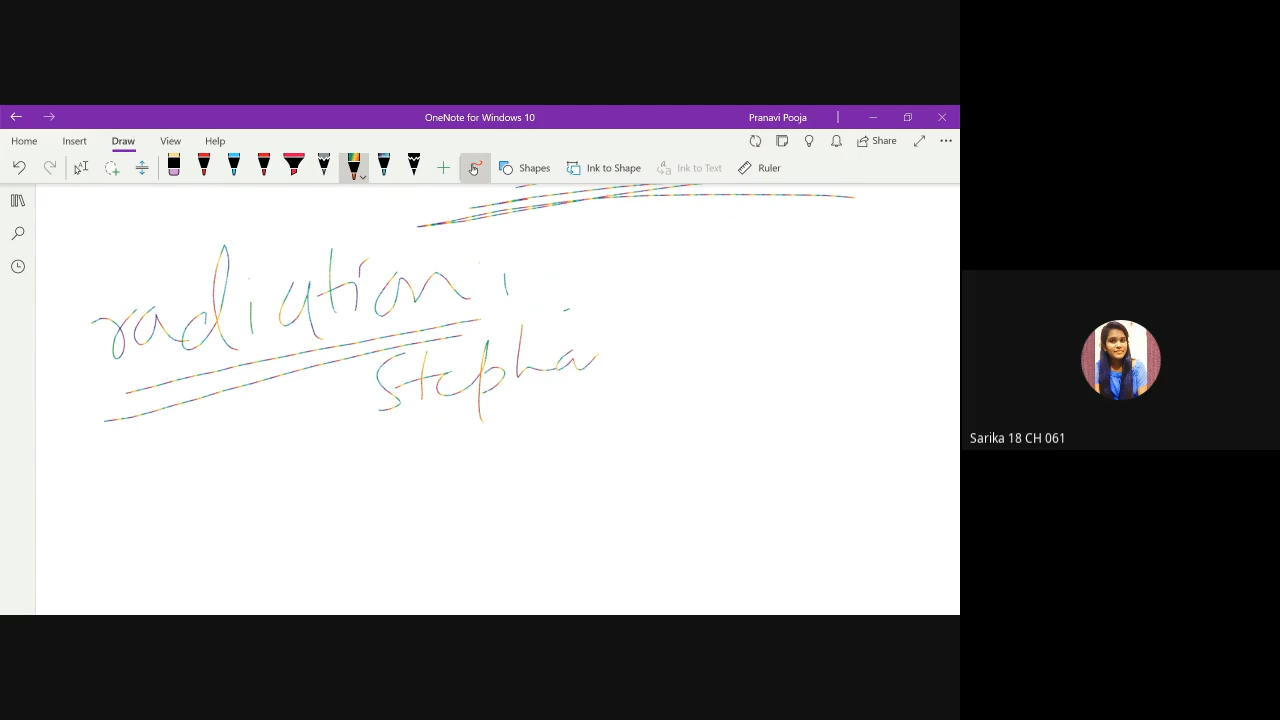 OneNote for Windows 10
Pranavi Pooja
Home Insert Draw View Help
Share
Shapes Ink to Shape Ink to Text Ruler
radiation :
Stepha
Sarika 18 CH 061